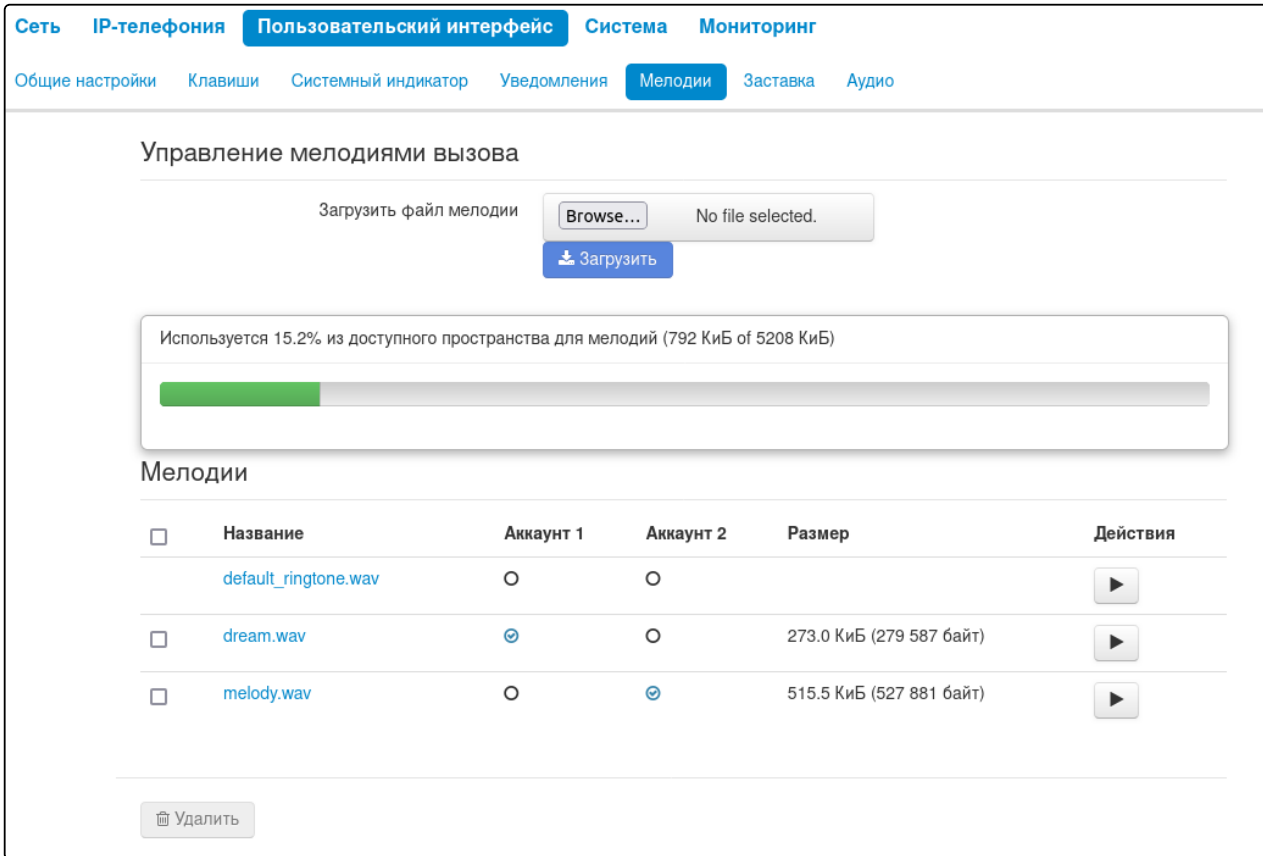 Сеть IP-телефония Пользовательский интерфейс Система Мониторинг
Общие настройки Клавиши Системный индикатор Уведомления Мелодии Заставка Аудио
Управление мелодиями вызова
Загрузить файл мелодии Browse... No file selected.
Загрузить
Используется 15.2% из доступного пространства для мелодий (792 КиБ of 5208 КиБ)
Мелодии
Название Аккаунт 1 Аккаунт 2 Размер Действия
default_ringtone.wav
dream.wav 273.0 КиБ (279 587 байт)
melody.wav 515.5 КиБ (527 881 байт)
Удалить